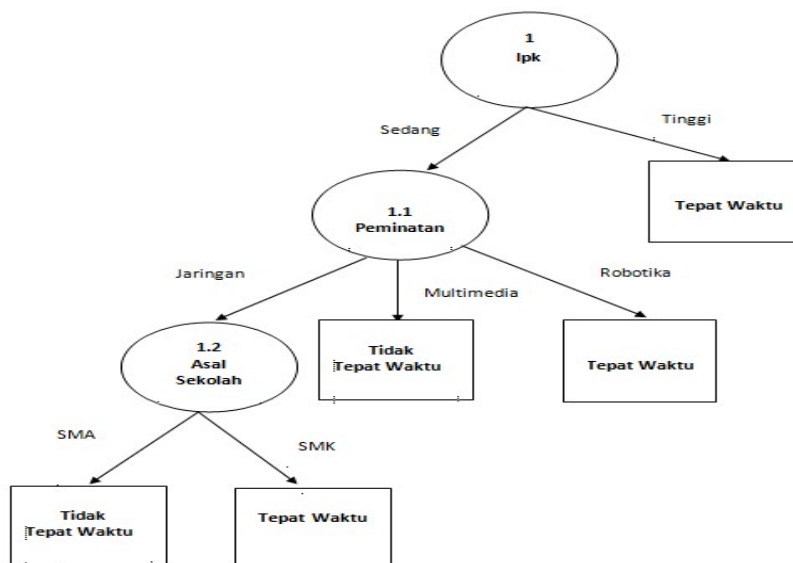 1
Ipk
Sedang
Tinggi
Tepat Waktu
1.1
Peminatan
Jaringan
Multimedia
Robotika
1.2
Asal
Sekolah
Tidak
Tepat Waktu
Tepat Waktu
SMA
SMK
Tidak
Tepat Waktu
Tepat Waktu